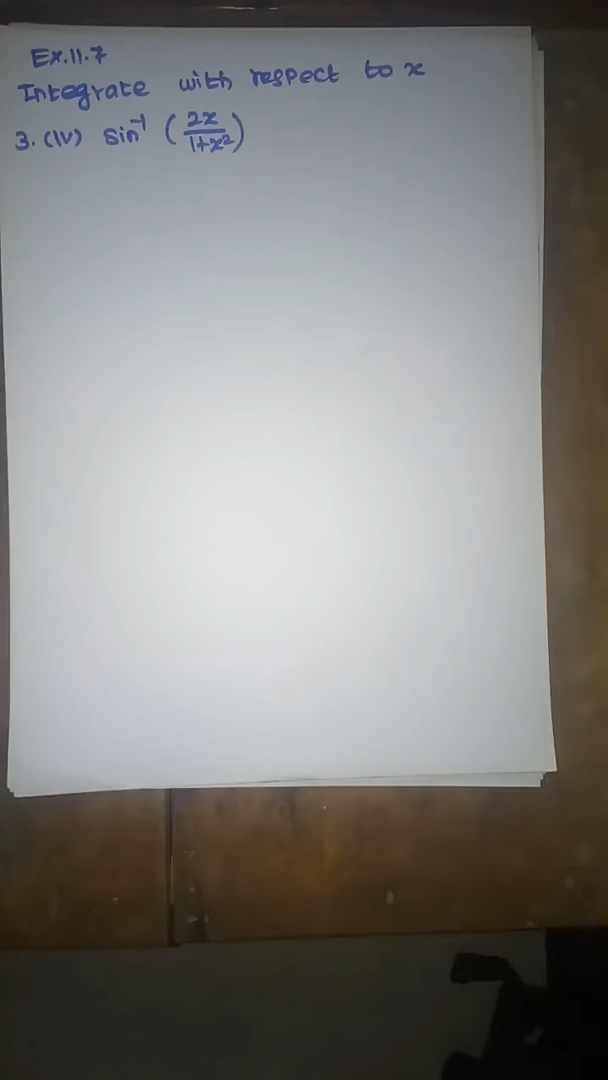 Ex.11.7
Integrate with respect to x
3. (iv) sin⁻¹ (2x/1+x²)